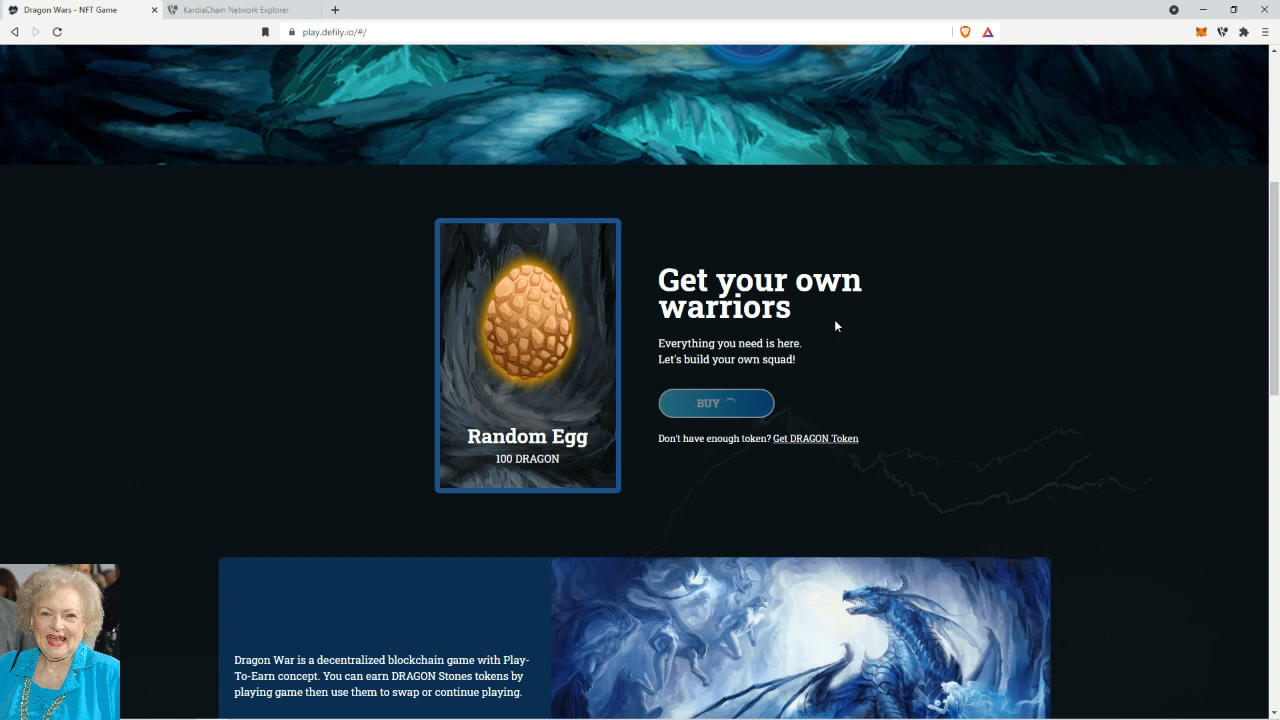 Dragon Wars - NFT Game
KardiaChain Network Explorer
play.defily.io/#/
Get your own
warriors
Everything you need is here.
Let's build your own squad!
BUY
Don't have enough token? Get DRAGON Token
Random Egg
100 DRAGON
Dragon War is a decentralized blockchain game with Play-
To-Earn concept. You can earn DRAGON Stones tokens by
playing game then use them to swap or continue playing.